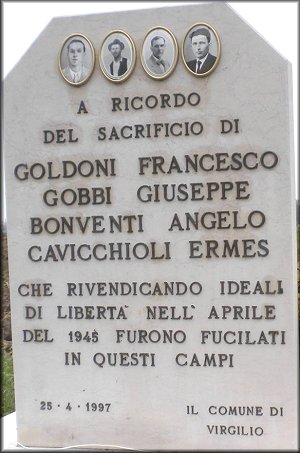 A RICORDO
DEL SACRIFICIO DI
GOLDONI FRANCESCO
GOBBI GIUSEPPE
BONVENTI ANGELO
CAVICCHIOLI ERMES
CHE RIVENDICANDO IDEALI
DI LIBERTA' NELL'APRILE
DEL 1945 FURONO FUCILATI
IN QUESTI CAMPI
25 - 4 - 1997
IL COMUNE DI
VIRGILIO